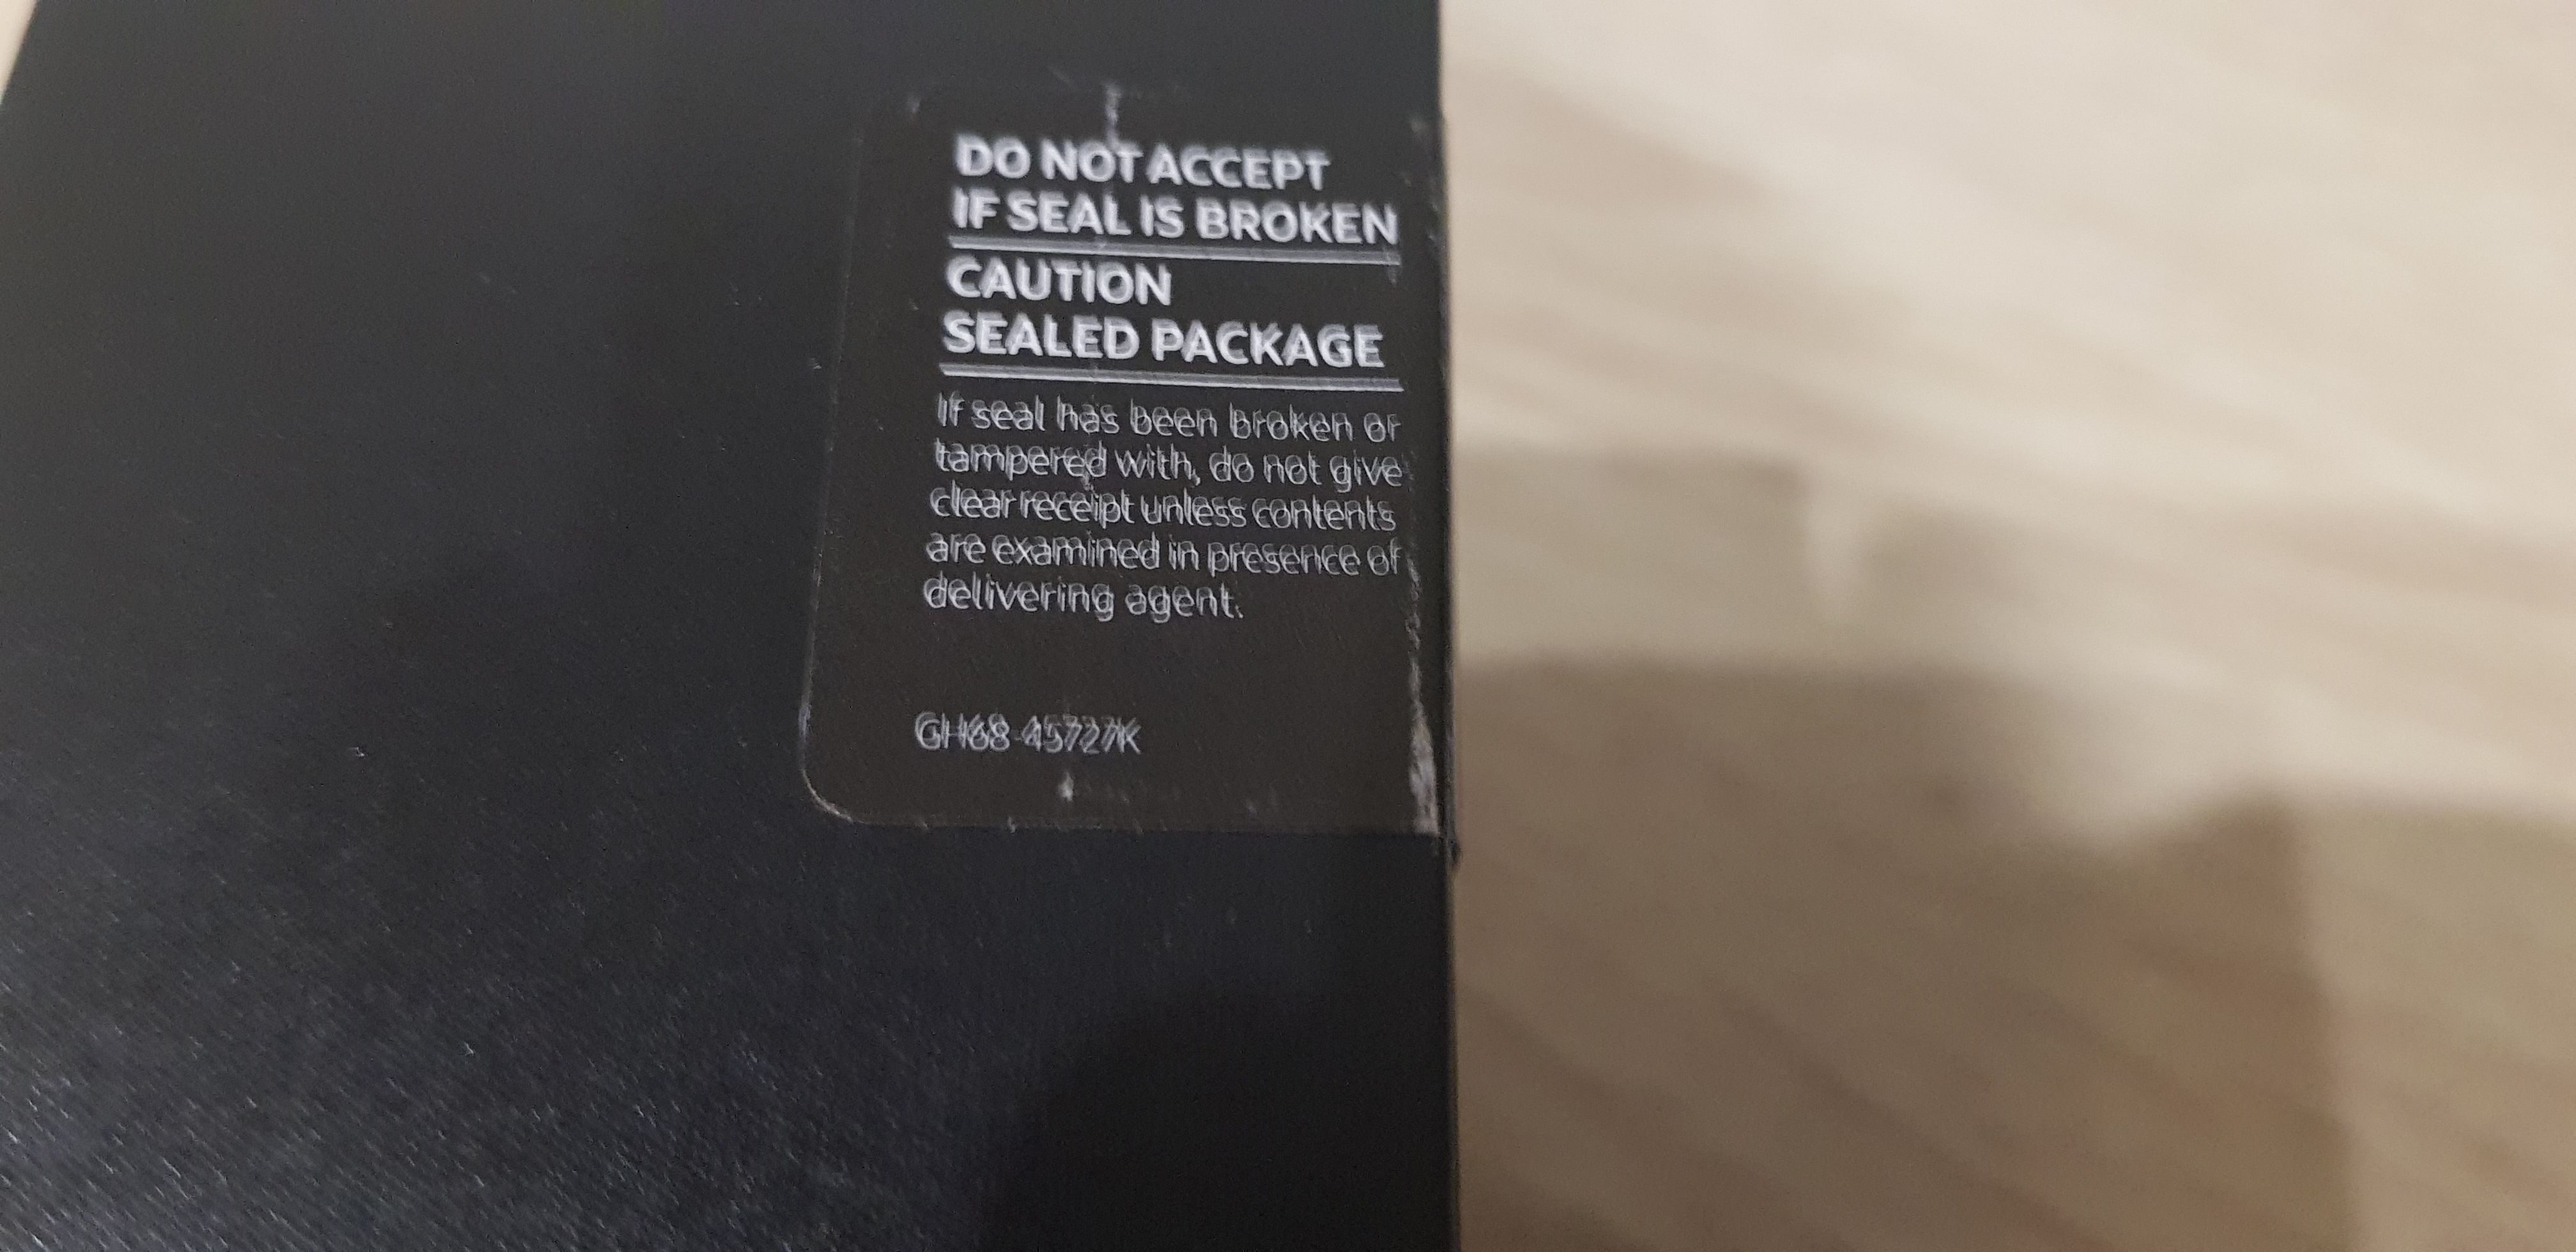 DO NOT ACCEPT
IF SEAL IS BROKEN
CAUTION
SEALED PACKAGE
If seal has been broken or
tampered with, do not give
clear receipt unless contents
are examined in presence of
delivering agent.
GH68-45727K